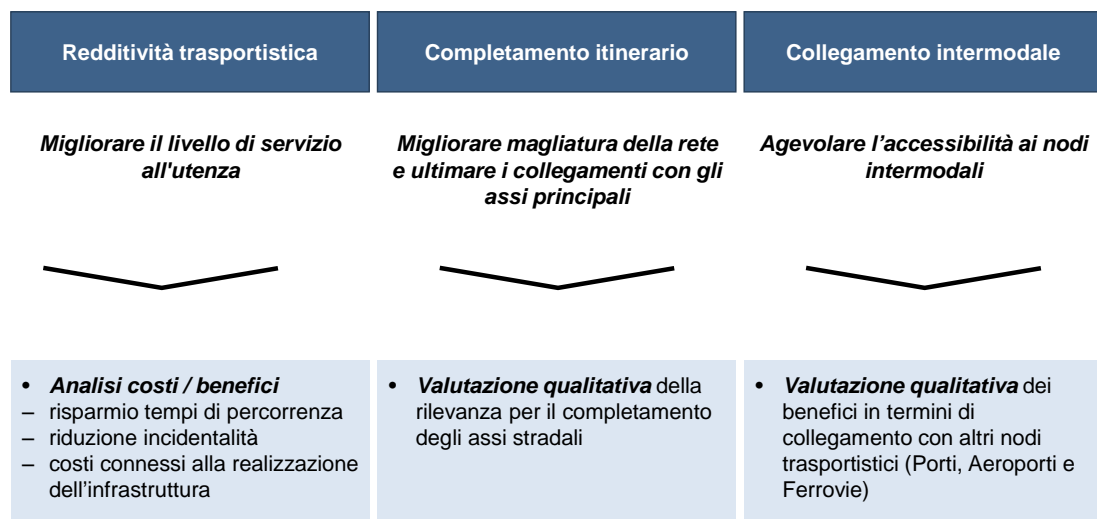 Redditività trasportistica
Completamento itinerario
Collegamento intermodale
Migliorare il livello di servizio
all'utenza
Migliorare magliatura della rete
e ultimare i collegamenti con gli
assi principali
Agevolare l’accessibilità ai nodi
intermodali
• Analisi costi / benefici
– risparmio tempi di percorrenza
– riduzione incidentalità
– costi connessi alla realizzazione
dell’infrastruttura
• Valutazione qualitativa della
rilevanza per il completamento
degli assi stradali
• Valutazione qualitativa dei
benefici in termini di
collegamento con altri nodi
trasportistici (Porti, Aeroporti e
Ferrovie)